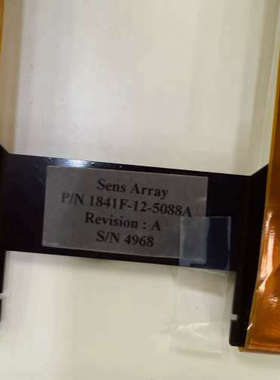 Sens Array
P/N 1841F-12-5088A
Revision : A
S/N 4968